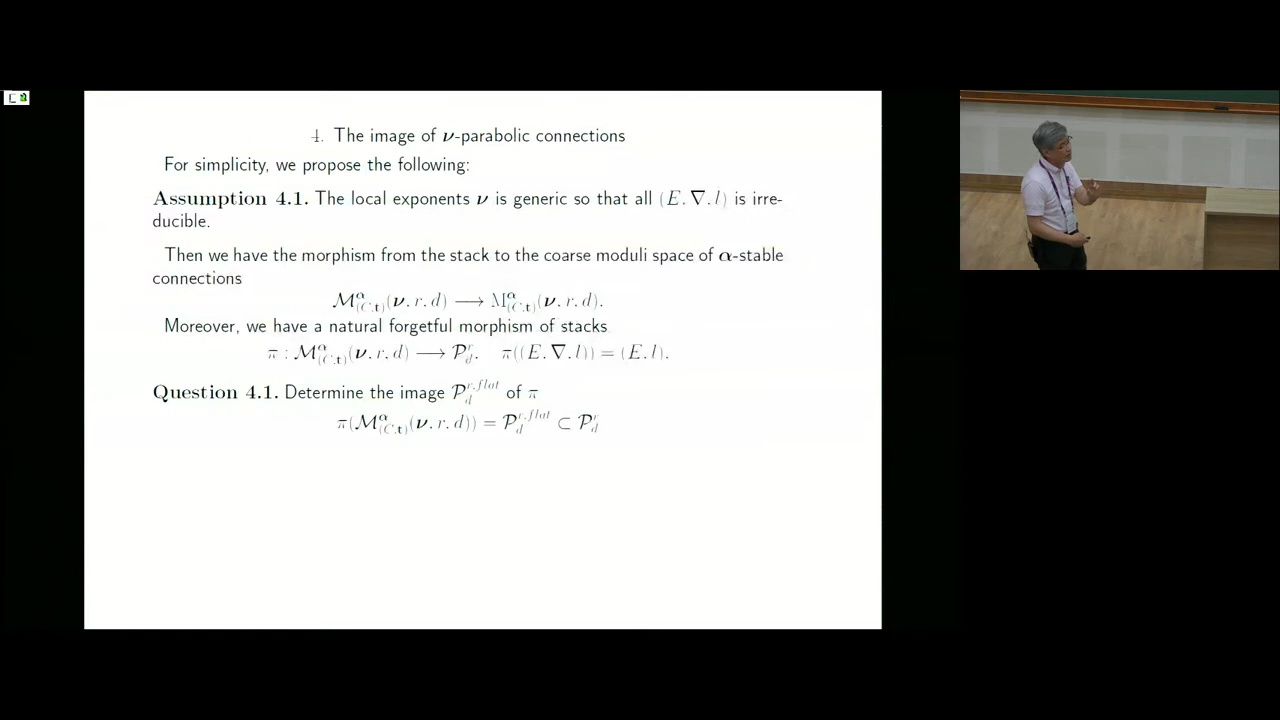 4. The image of ν-parabolic connections
For simplicity, we propose the following:
Assumption 4.1. The local exponents ν is generic so that all (E, ∇, l) is irre-
ducible.
Then we have the morphism from the stack to the coarse moduli space of α-stable
connections
𝓜^α_(C,t)(ν, r, d) ⟶ M^α_(C,t)(ν, r, d).
Moreover, we have a natural forgetful morphism of stacks
π : 𝓜^α_(C,t)(ν, r, d) ⟶ 𝓟^r_d, π((E, ∇, l)) = (E, l).
Question 4.1. Determine the image 𝓟^{r,flat}_d of π
π(𝓜^α_(C,t)(ν, r, d)) = 𝓟^{r,flat}_d ⊂ 𝓟^r_d